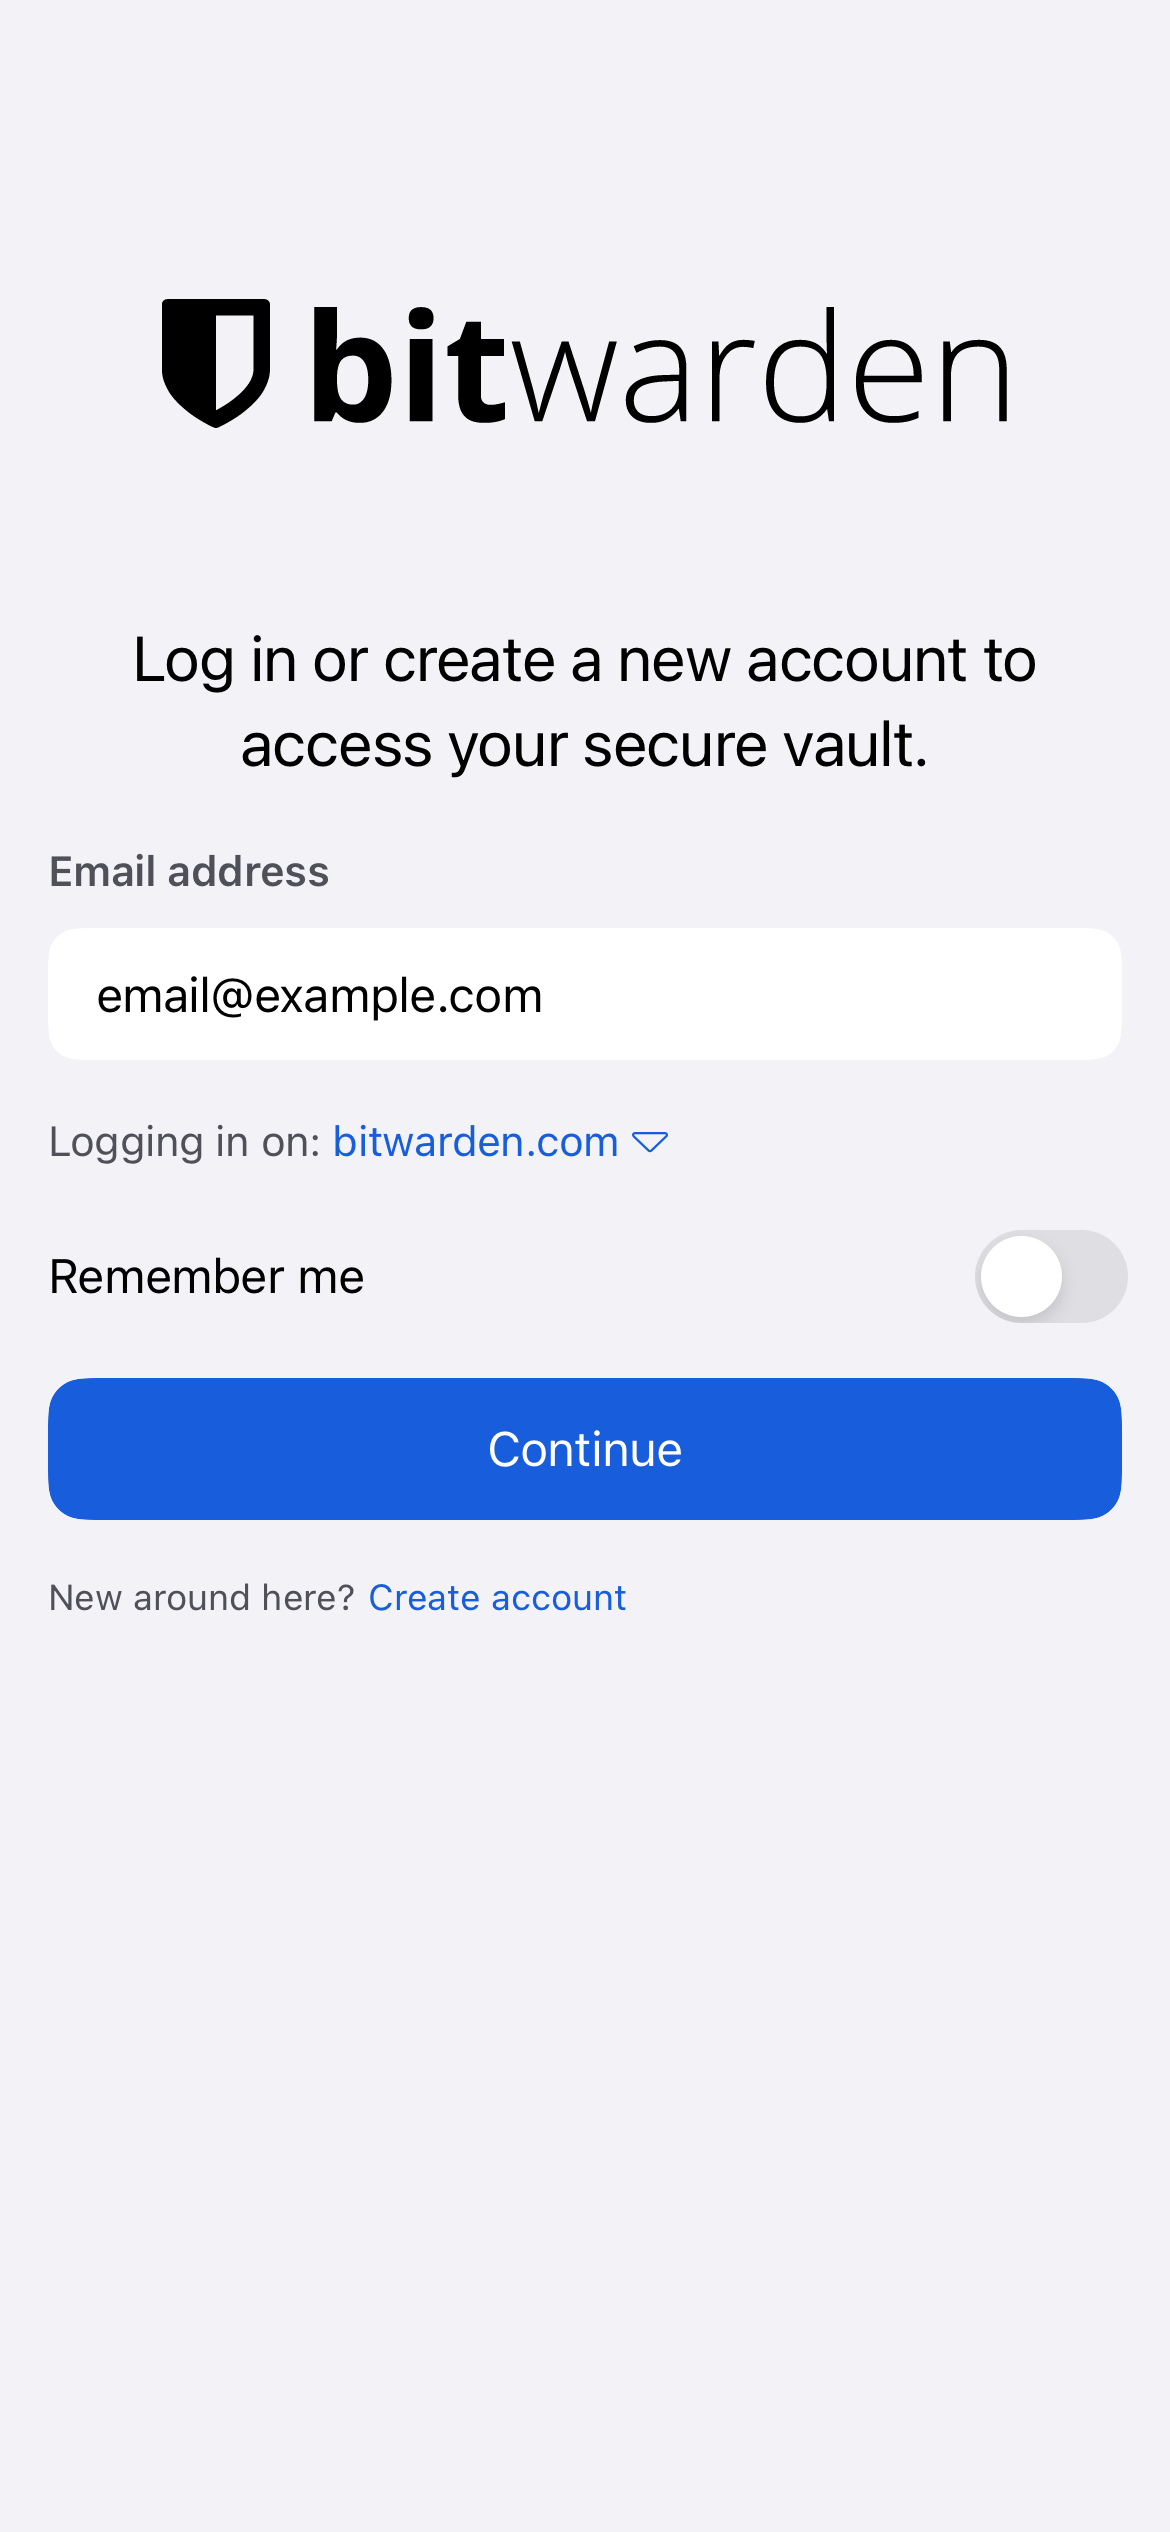 bitwarden
Log in or create a new account to
access your secure vault.
Email address
email@example.com
Logging in on: bitwarden.com
Remember me
Continue
New around here? Create account